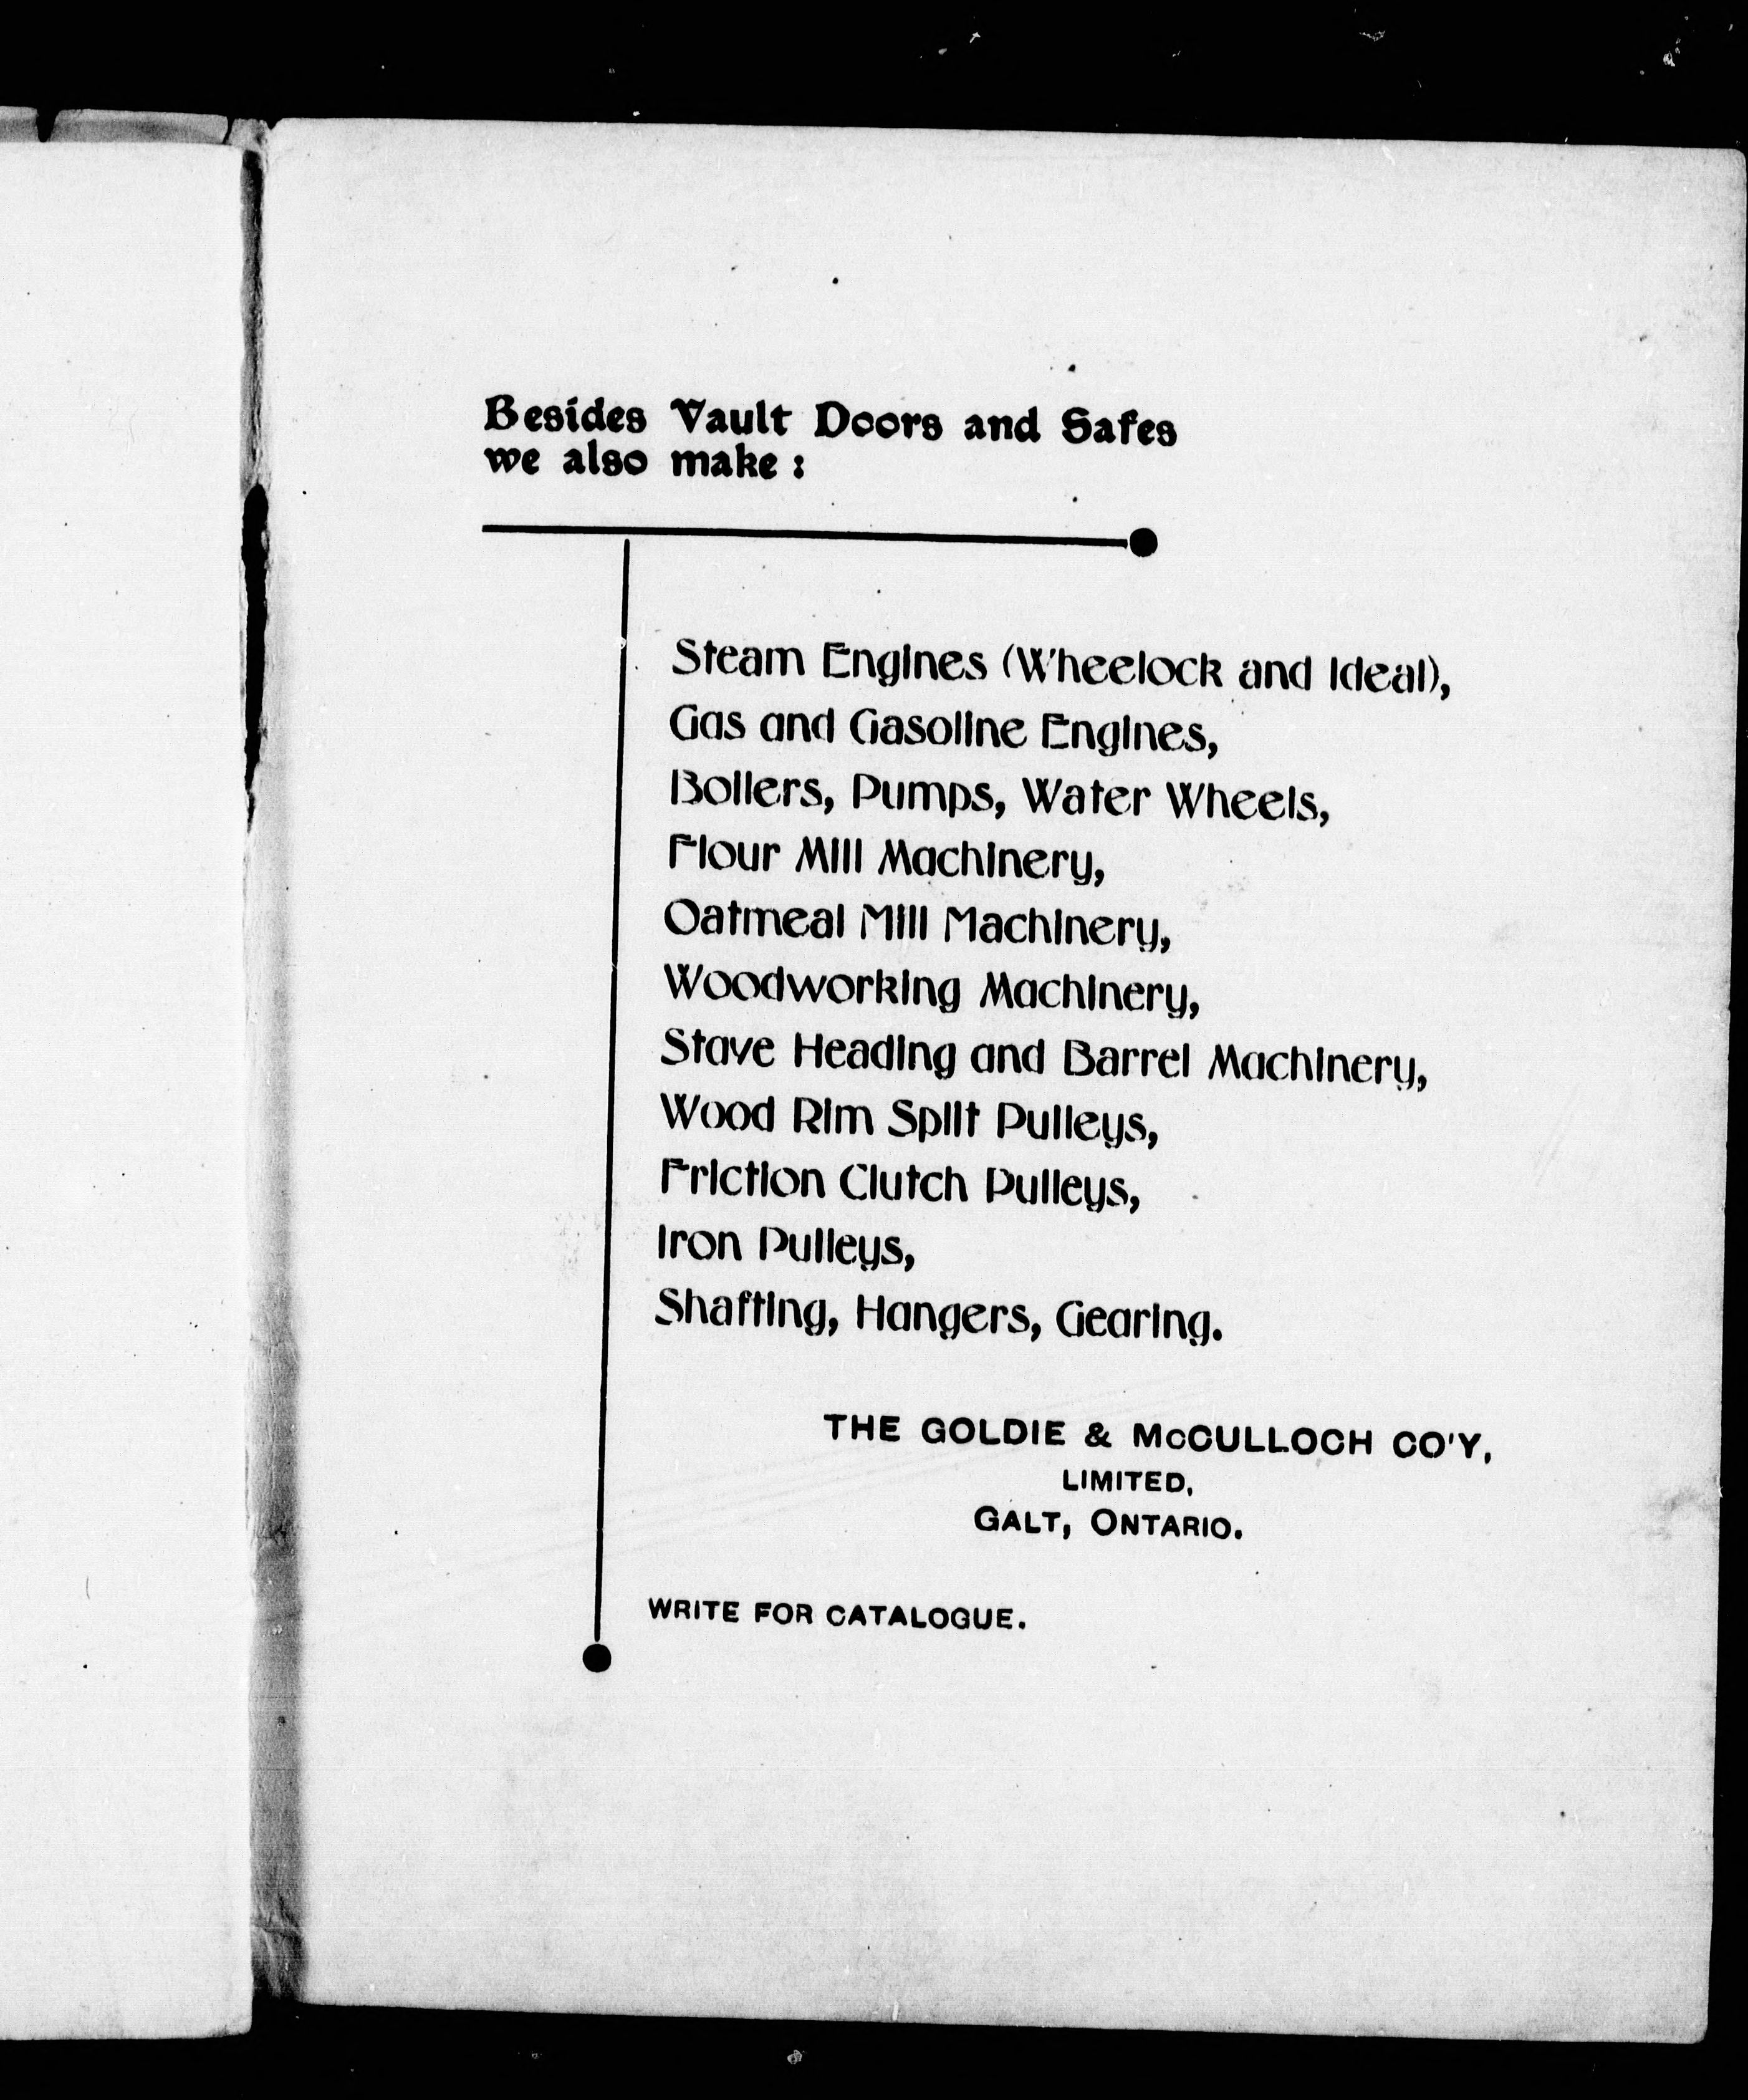 Besides Vault Doors and Safes
we also make :
Steam Engines (Wheelock and Ideal),
Gas and Gasoline Engines,
Boilers, Pumps, Water Wheels,
Flour Mill Machinery,
Oatmeal Mill Machinery,
Woodworking Machinery,
Stave Heading and Barrel Machinery,
Wood Rim Split Pulleys,
Friction Clutch Pulleys,
Iron Pulleys,
Shafting, Hangers, Gearing.
THE GOLDIE & McCULLOCH CO'Y,
LIMITED,
GALT, ONTARIO.
WRITE FOR CATALOGUE.